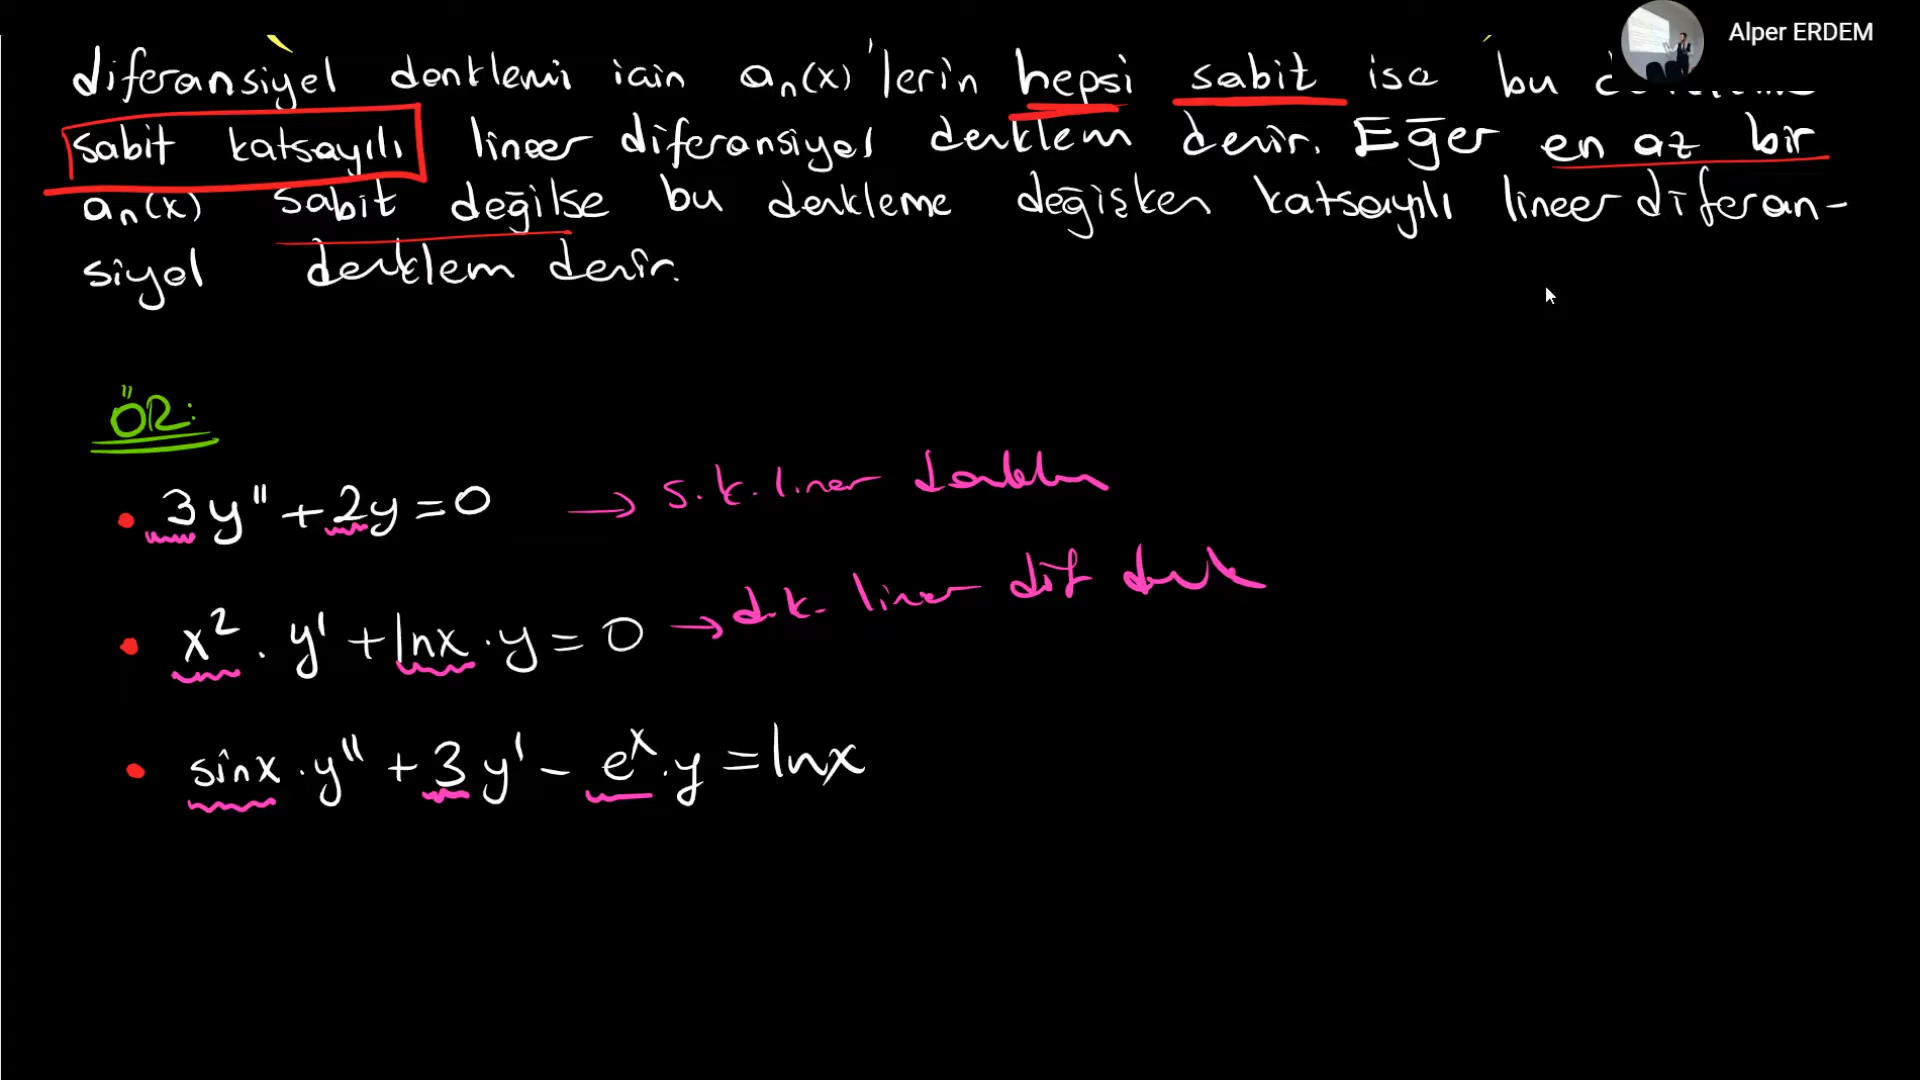 Alper ERDEM
diferansiyel denklemi için aₙ(x)'lerin hepsi sabit ise bu
sabit katsayılı lineer diferansiyel denklem denir. Eğer en az bir
aₙ(x) sabit değilse bu denkleme değişken katsayılı lineer diferan-
siyel denklem denir.
ÖR:
• 3y" + 2y = 0 → s.k. lineer denklem
• x² . y' + lnx . y = 0 → d.k. lineer dif denk
• sinx . y" + 3y' - eˣ . y = lnx